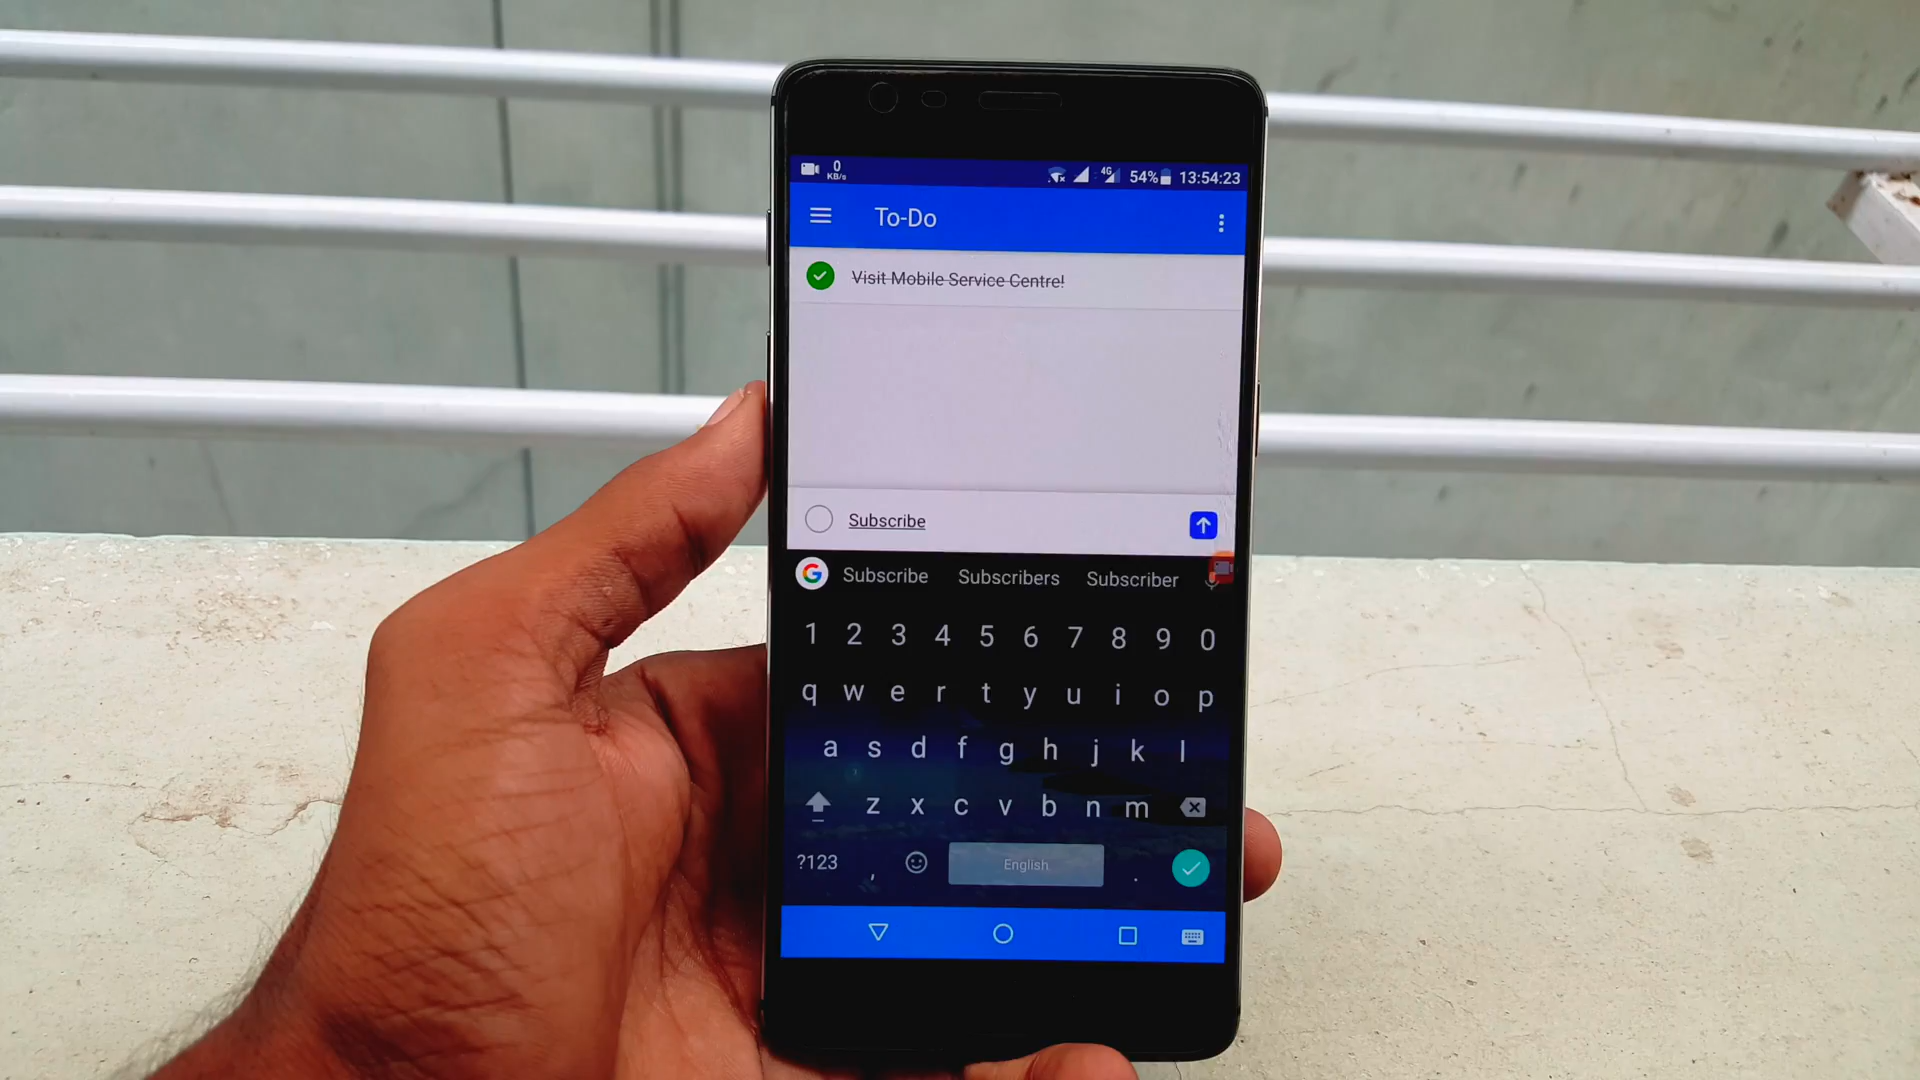 0
KB/s
4G 54% 13:54:23
To-Do
Visit Mobile Service Centre!
Subscribe
G Subscribe Subscribers Subscriber
1 2 3 4 5 6 7 8 9 0
q w e r t y u i o p
a s d f g h j k l
z x c v b n m
?123 , English .